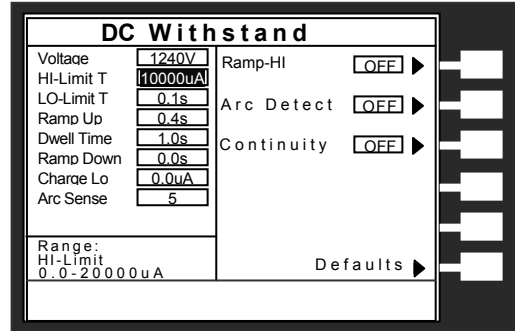 DC Withstand
Voltage 1240V
HI-Limit T 10000uA
LO-Limit T 0.1s
Ramp Up 0.4s
Dwell Time 1.0s
Ramp Down 0.0s
Charge Lo 0.0uA
Arc Sense 5
Ramp-HI OFF
Arc Detect OFF
Continuity OFF
Range:
HI-Limit
0.0-20000uA
Defaults